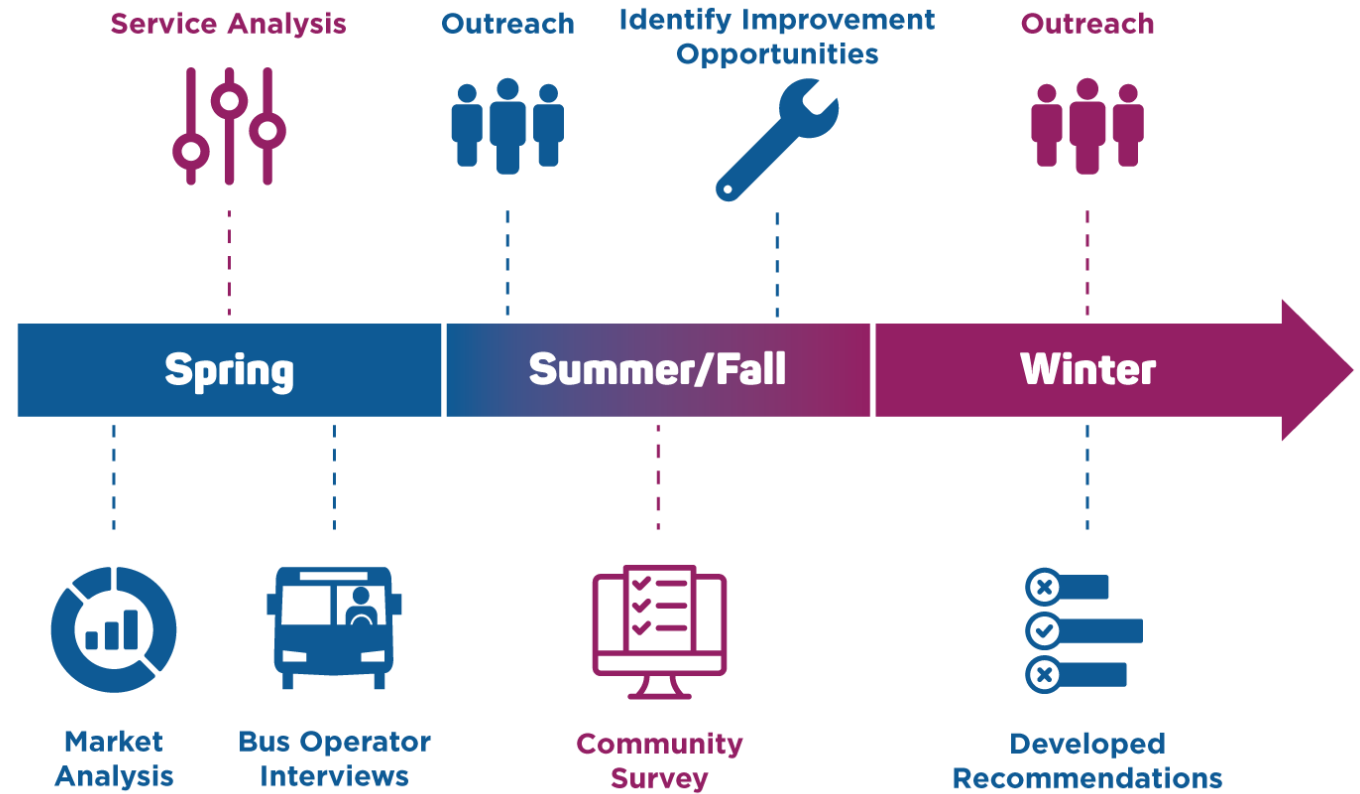 Service Analysis
Outreach
Identify Improvement
Opportunities
Outreach
Spring
Summer/Fall
Winter
Market
Analysis
Bus Operator
Interviews
Community
Survey
Developed
Recommendations